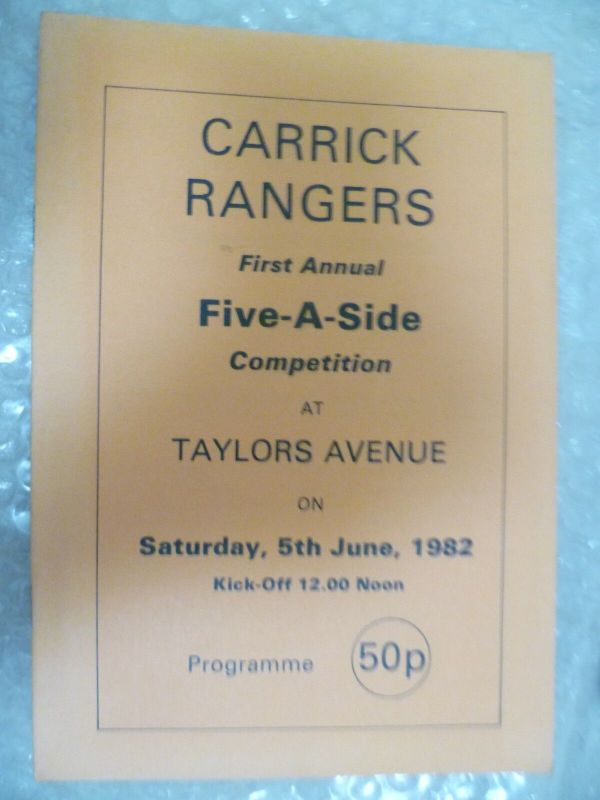 CARRICK
RANGERS
First Annual
Five-A-Side
Competition
AT
TAYLORS AVENUE
ON
Saturday, 5th June, 1982
Kick-Off 12.00 Noon
Programme 50p